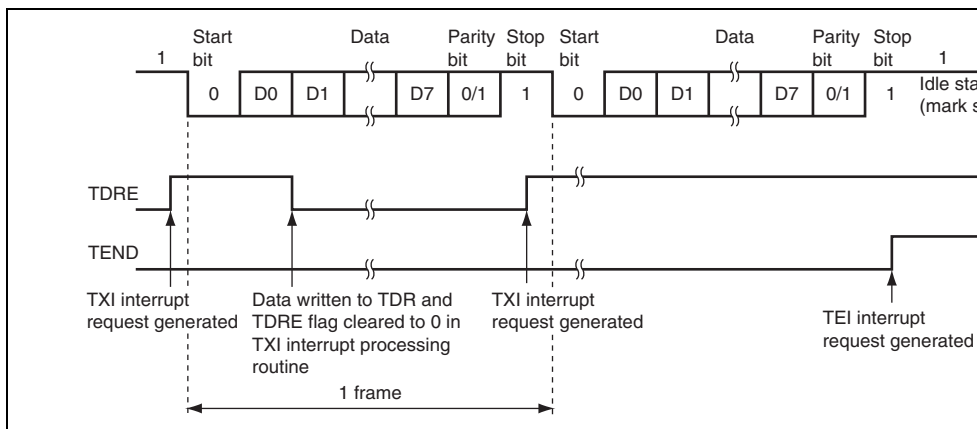 Start bit Data Parity bit Stop bit Start bit Data Parity bit Stop bit 1
1 0 D0 D1 D7 0/1 1 0 D0 D1 D7 0/1 1 Idle
TDRE
TEND
TXI interrupt
request generated
Data written to TDR and
TDRE flag cleared to 0 in
TXI interrupt processing
routine
TXI interrupt
request generated
TEI interrupt
request generated
1 frame